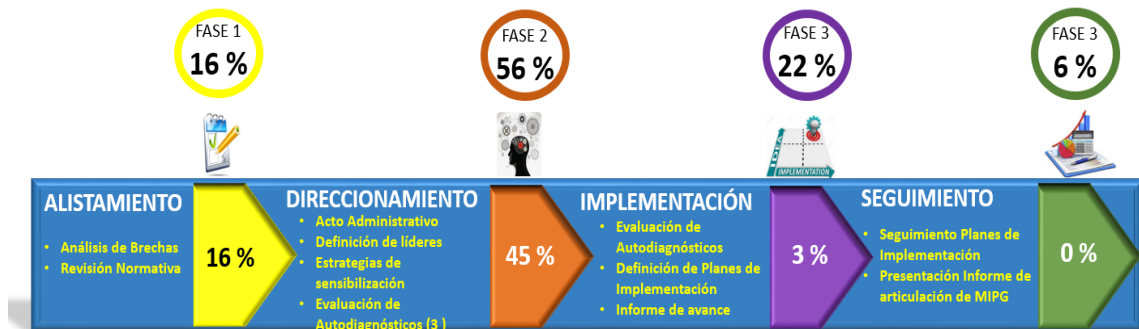 FASE 1
16 %
FASE 2
56 %
FASE 3
22 %
FASE 3
6 %
IDEA
IMPLEMENTATION
ALISTAMIENTO
• Análisis de Brechas
• Revisión Normativa
16 %
DIRECCIONAMIENTO
• Acto Administrativo
• Definición de líderes
• Estrategias de
sensibilización
• Evaluación de
Autodiagnósticos (3 )
45 %
IMPLEMENTACIÓN
• Evaluación de
Autodiagnósticos
• Definición de Planes de
Implementación
• Informe de avance
3 %
SEGUIMIENTO
• Seguimiento Planes de
Implementación
• Presentación Informe de
articulación de MIPG
0 %